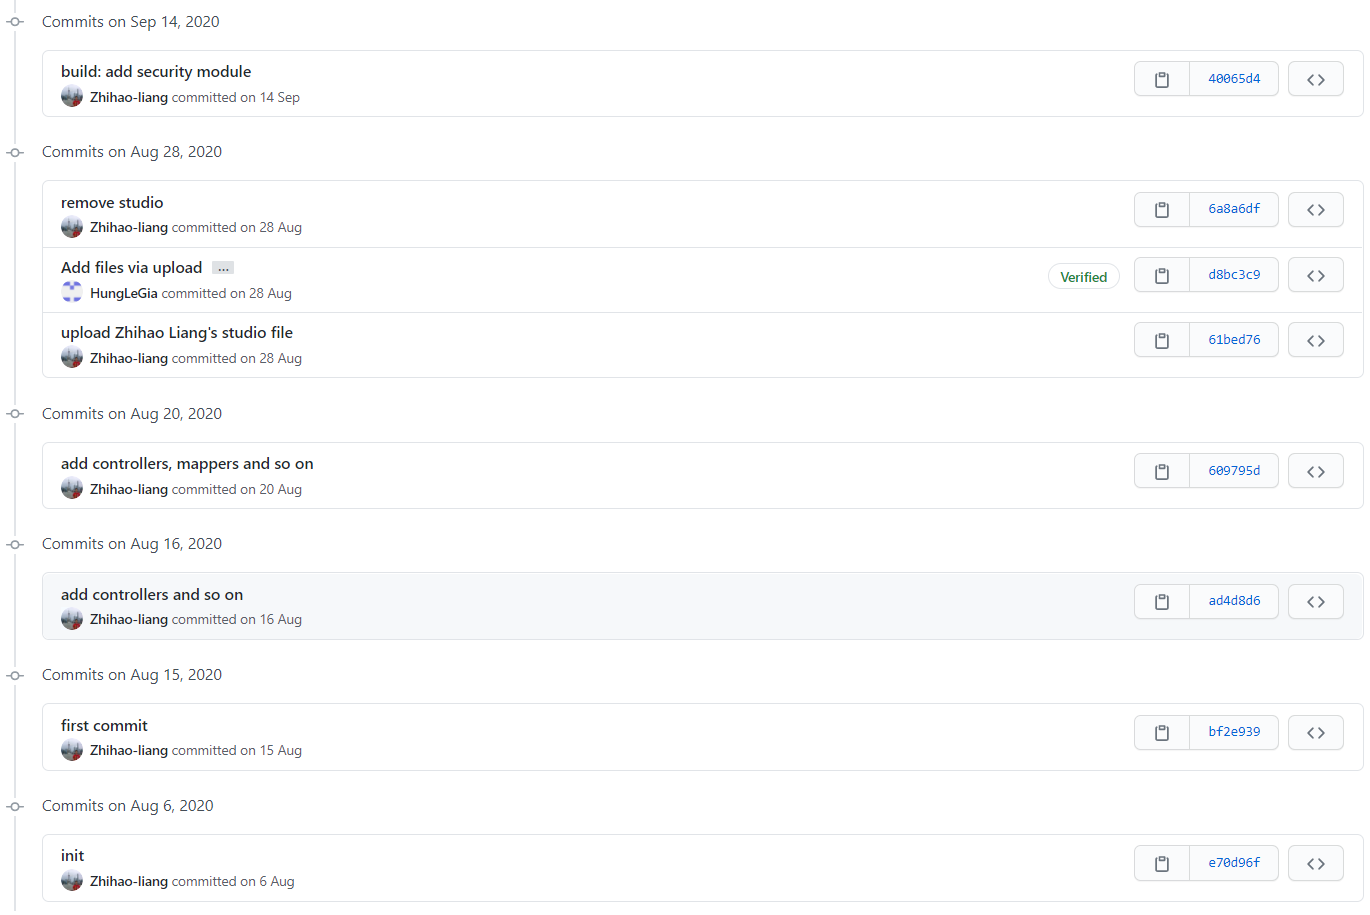 Commits on Sep 14, 2020
build: add security module
Zhihao-liang committed on 14 Sep
40065d4
Commits on Aug 28, 2020
remove studio
Zhihao-liang committed on 28 Aug
6a8a6df
Add files via upload ...
HungLeGia committed on 28 Aug
Verified
d8bc3c9
upload Zhihao Liang's studio file
Zhihao-liang committed on 28 Aug
61bed76
Commits on Aug 20, 2020
add controllers, mappers and so on
Zhihao-liang committed on 20 Aug
609795d
Commits on Aug 16, 2020
add controllers and so on
Zhihao-liang committed on 16 Aug
ad4d8d6
Commits on Aug 15, 2020
first commit
Zhihao-liang committed on 15 Aug
bf2e939
Commits on Aug 6, 2020
init
Zhihao-liang committed on 6 Aug
e70d96f